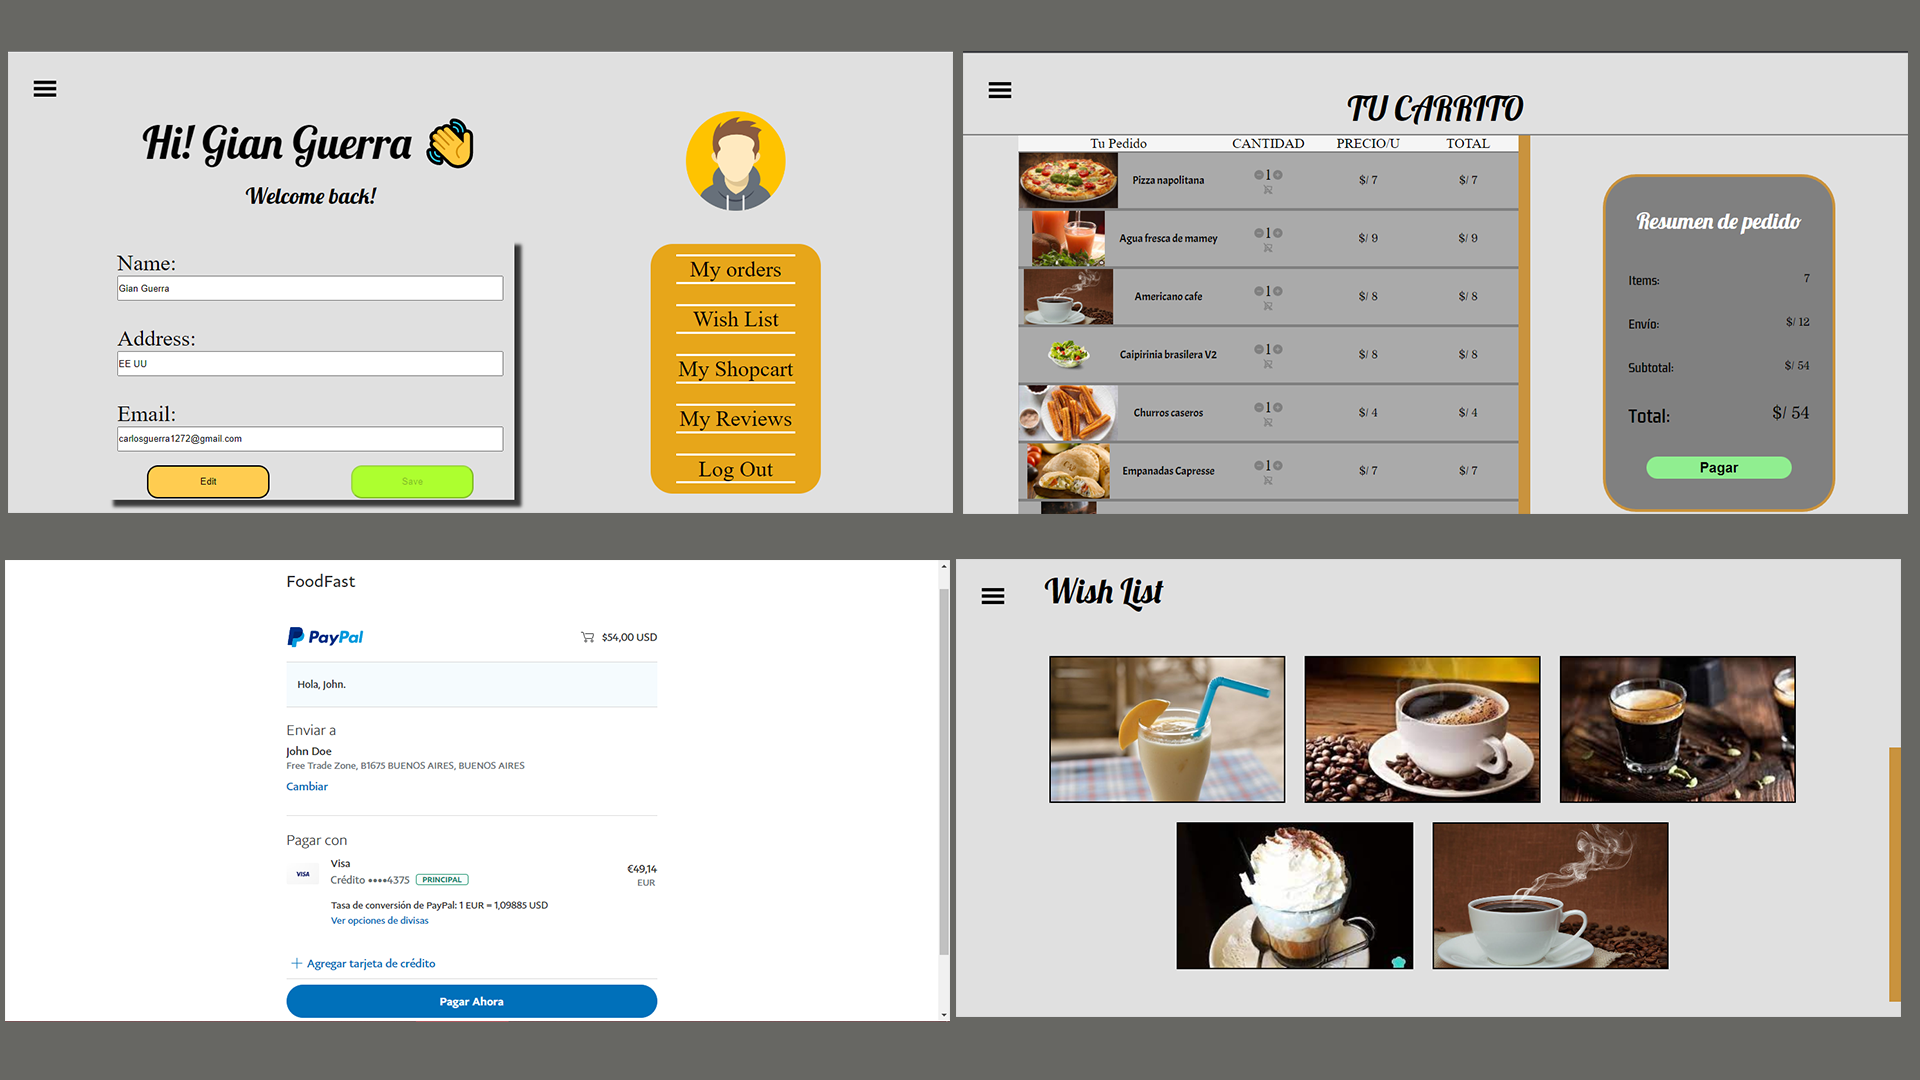 Hi! Gian Guerra
Welcome back!
Name:
Gian Guerra
Address:
EE UU
Email:
carlosguerra1272@gmail.com
Edit
Save
My orders
Wish List
My Shopcart
My Reviews
Log Out
TU CARRITO
Tu Pedido CANTIDAD PRECIO/U TOTAL
Pizza napolitana 1 S/ 7 S/ 7
Agua fresca de mamey 1 S/ 9 S/ 9
Americano cafe 1 S/ 8 S/ 8
Caipirinia brasilera V2 1 S/ 8 S/ 8
Churros caseros 1 S/ 4 S/ 4
Empanadas Capresse 1 S/ 7 S/ 7
Resumen de pedido
Items: 7
Envío: S/ 12
Subtotal: S/ 54
Total: S/ 54
Pagar
FoodFast
PayPal $54,00 USD
Hola, John.
Enviar a
John Doe
Free Trade Zone, B1675 BUENOS AIRES, BUENOS AIRES
Cambiar
Pagar con
VISA
Visa €49,14
Crédito ••••4375 PRINCIPAL EUR
Tasa de conversión de PayPal: 1 EUR = 1,09885 USD
Ver opciones de divisas
+ Agregar tarjeta de crédito
Pagar Ahora
Wish List